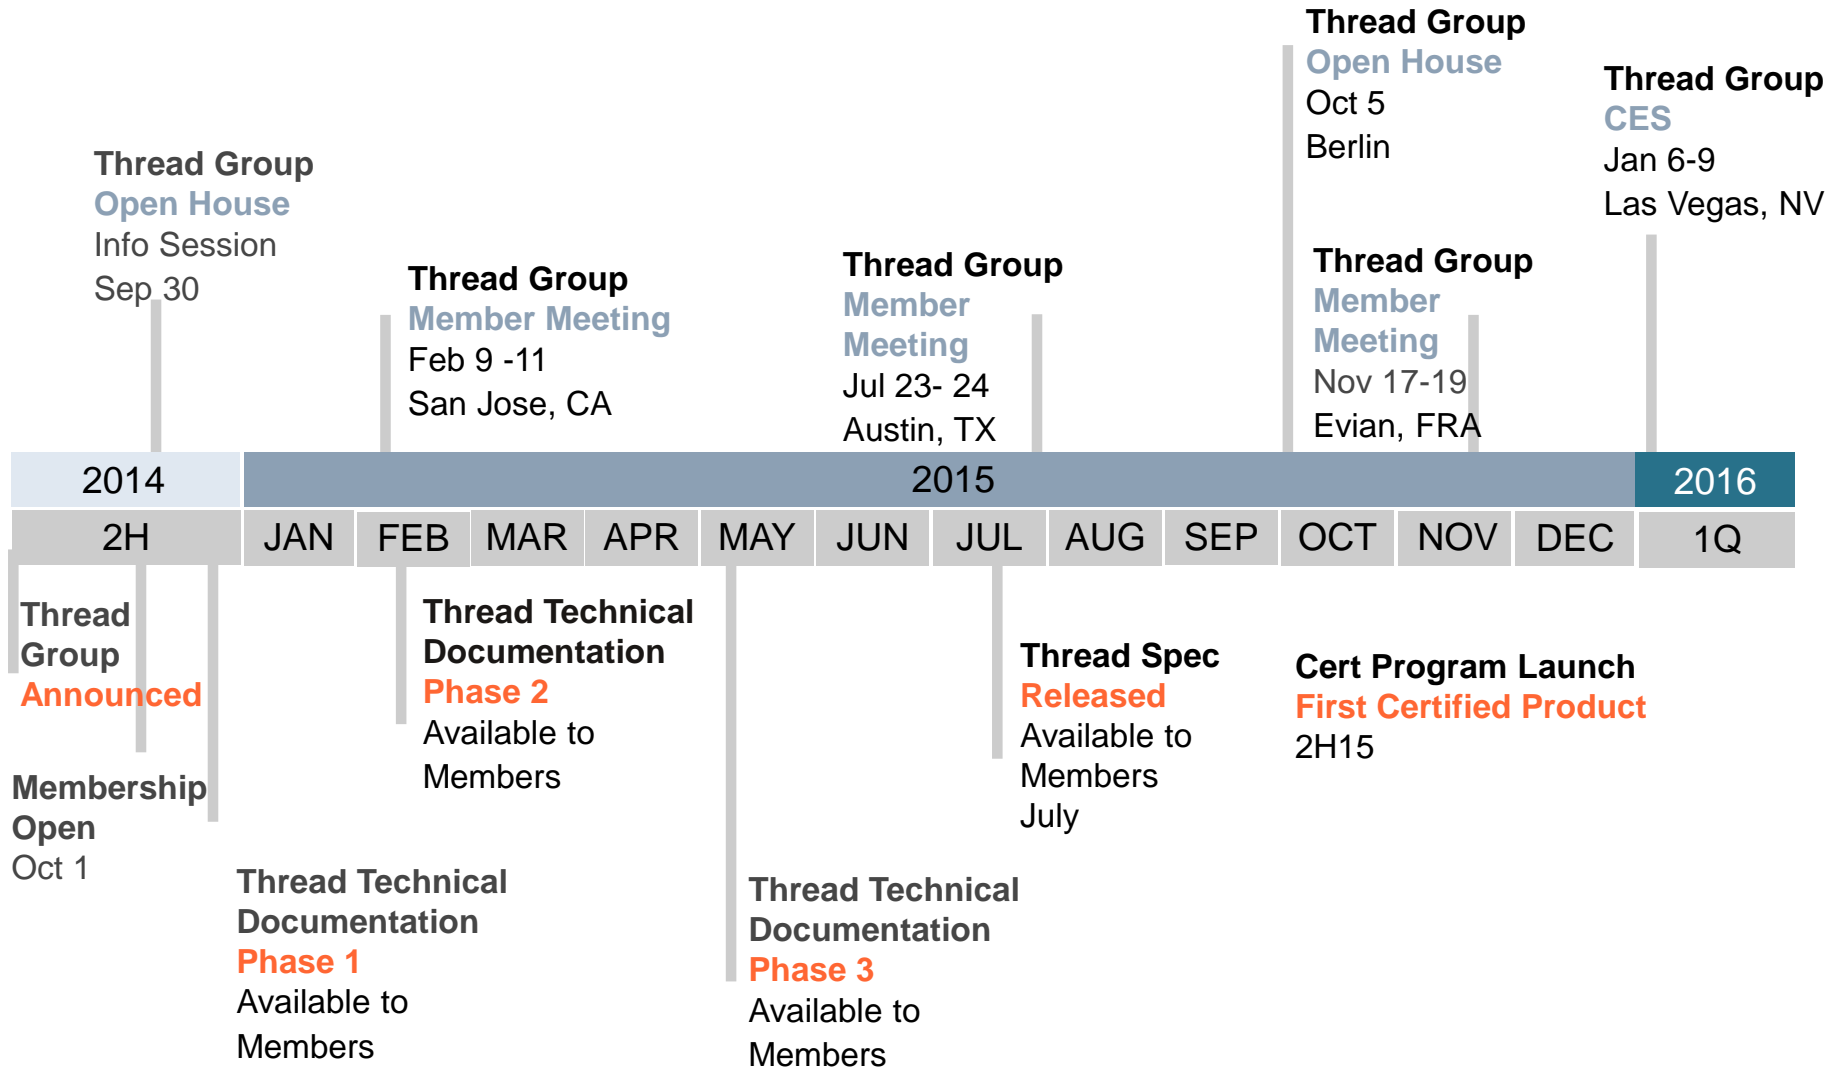 Thread Group
Open House
Info Session
Sep 30
Thread Group
Member Meeting
Feb 9 -11
San Jose, CA
Thread Group
Member
Meeting
Jul 23- 24
Austin, TX
Thread Group
Open House
Oct 5
Berlin
Thread Group
Member
Meeting
Nov 17-19
Evian, FRA
Thread Group
CES
Jan 6-9
Las Vegas, NV
2014
2015
2016
2H
JAN
FEB
MAR
APR
MAY
JUN
JUL
AUG
SEP
OCT
NOV
DEC
1Q
Thread
Group
Announced
Membership
Open
Oct 1
Thread Technical
Documentation
Phase 1
Available to
Members
Thread Technical
Documentation
Phase 2
Available to
Members
Thread Technical
Documentation
Phase 3
Available to
Members
Thread Spec
Released
Available to
Members
July
Cert Program Launch
First Certified Product
2H15